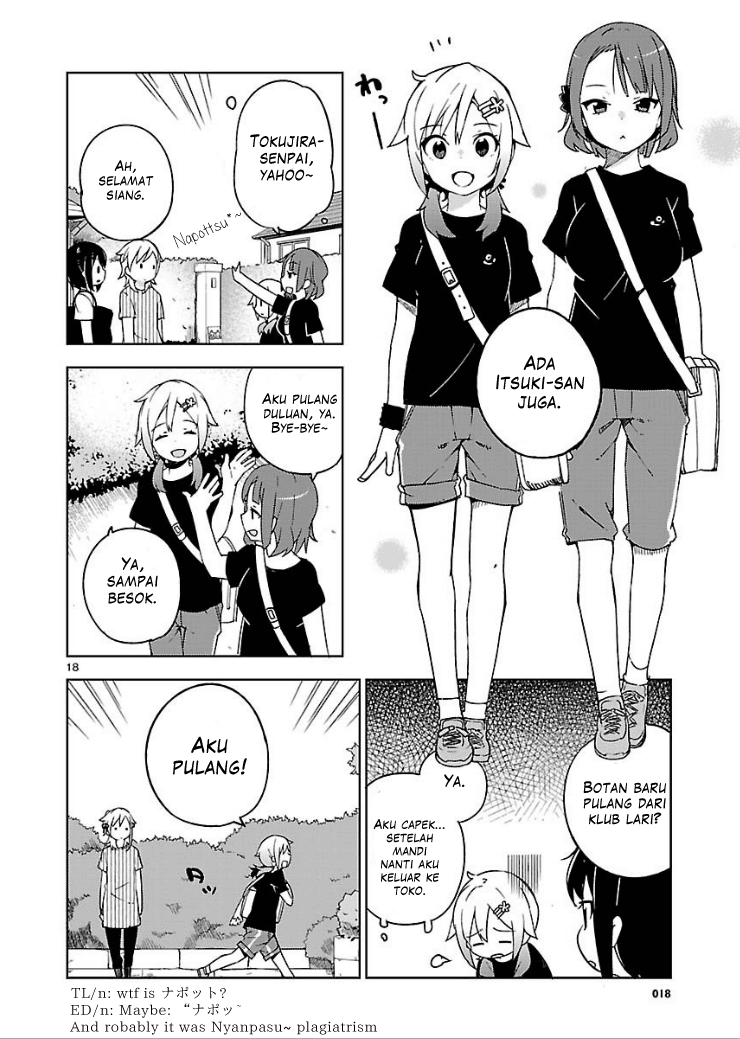 TOKUJIRA-
SENPAI,
YAHOO~
AH,
SELAMAT
SIANG.
Napottsu*~
わっー
ADA
ITSUKI-SAN
JUGA.
AKU PULANG
DULUAN, YA.
BYE-BYE~
YA,
SAMPAI
BESOK.
18
BOTAN BARU
PULANG DARI
KLUB LARI?
YA.
AKU CAPEK...
SETELAH
MANDI
NANTI AKU
KELUAR KE
TOKO.
AKU
PULANG!
018
TL/n: wtf is ナポット?
ED/n: Maybe: “ナポッ~
And robably it was Nyanpasu~ plagiatrism